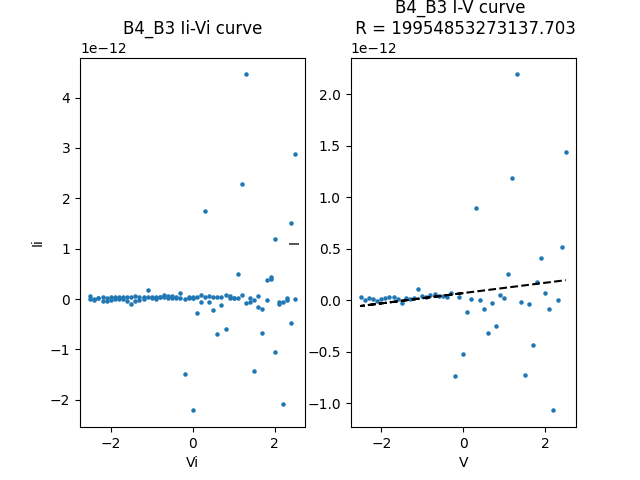 B4_B3 Ii-Vi curve
1e−12
4
3
2
1
0
−1
−2
−2
0
2
Vi
Ii
B4_B3 I-V curve
R = 19954853273137.703
1e−12
2.0
1.5
1.0
0.5
0.0
−0.5
−1.0
−2
0
2
V
I